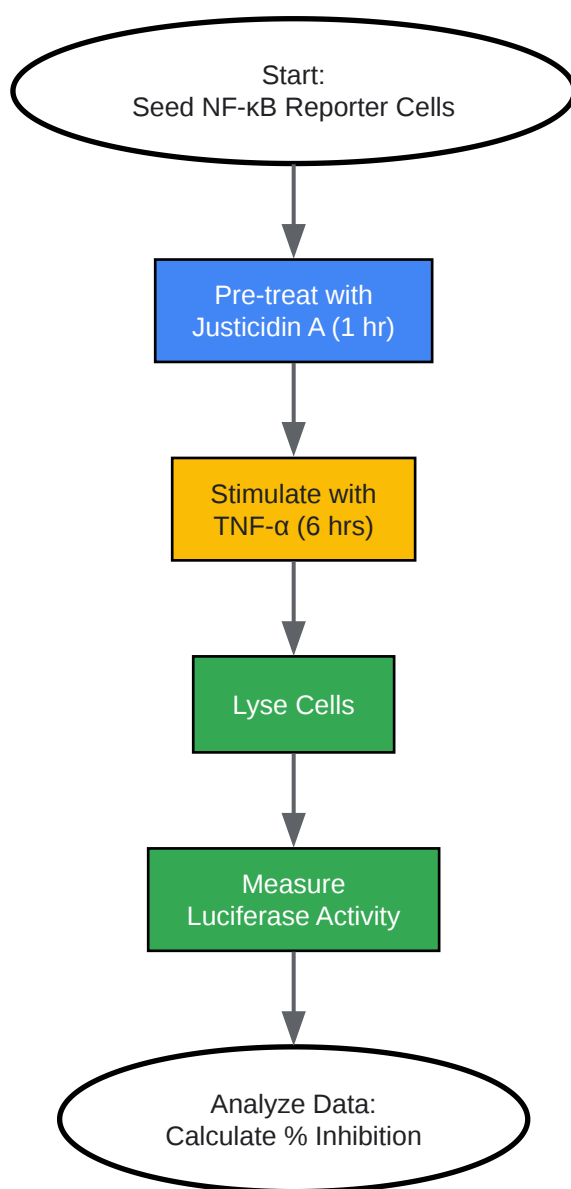 Start:
Seed NF-κB Reporter Cells
Pre-treat with
Justicidin A (1 hr)
Stimulate with
TNF-α (6 hrs)
Lyse Cells
Measure
Luciferase Activity
Analyze Data:
Calculate % Inhibition